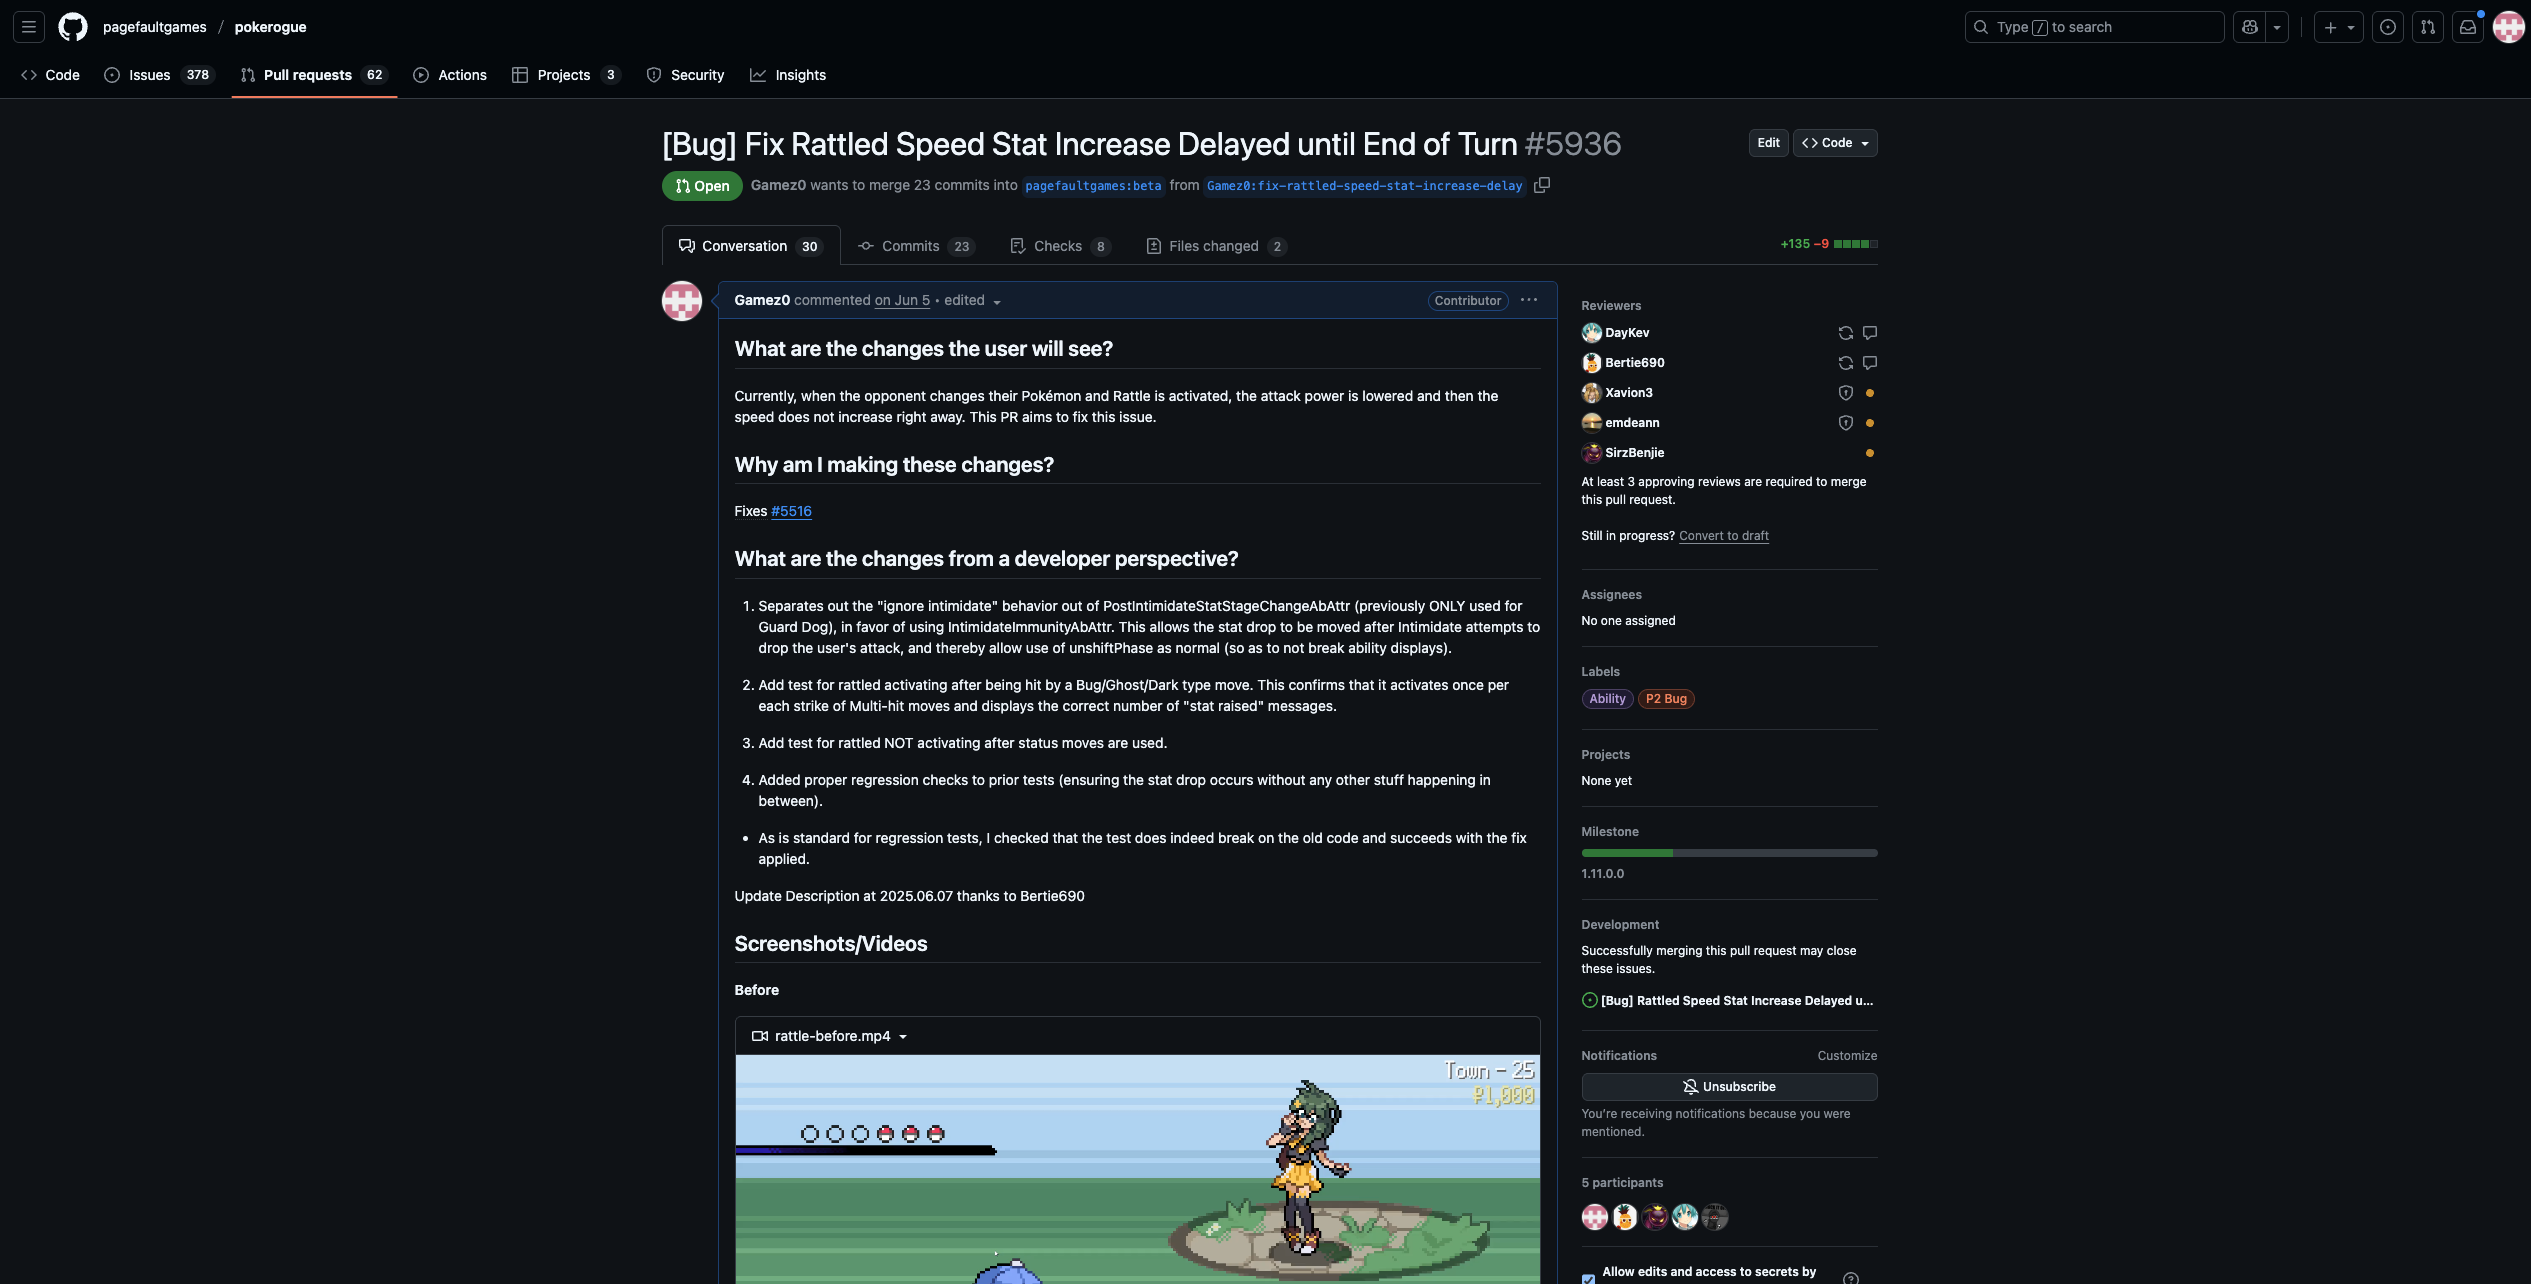 pagefaultgames / pokerogue
Type / to search
Code
Issues 378
Pull requests 62
Actions
Projects 3
Security
Insights
[Bug] Fix Rattled Speed Stat Increase Delayed until End of Turn #5936
Edit
Code
Open
Gamez0 wants to merge 23 commits into pagefaultgames:beta from Gamez0:fix-rattled-speed-stat-increase-delay
Conversation 30
Commits 23
Checks 8
Files changed 2
+135 −9
Gamez0 commented on Jun 5 • edited
Contributor
What are the changes the user will see?
Currently, when the opponent changes their Pokémon and Rattle is activated, the attack power is lowered and then the
speed does not increase right away. This PR aims to fix this issue.
Why am I making these changes?
Fixes #5516
What are the changes from a developer perspective?
1. Separates out the "ignore intimidate" behavior out of PostIntimidateStatStageChangeAbAttr (previously ONLY used for
Guard Dog), in favor of using IntimidateImmunityAbAttr. This allows the stat drop to be moved after Intimidate attempts to
drop the user's attack, and thereby allow use of unshiftPhase as normal (so as to not break ability displays).
2. Add test for rattled activating after being hit by a Bug/Ghost/Dark type move. This confirms that it activates once per
each strike of Multi-hit moves and displays the correct number of "stat raised" messages.
3. Add test for rattled NOT activating after status moves are used.
4. Added proper regression checks to prior tests (ensuring the stat drop occurs without any other stuff happening in
between).
• As is standard for regression tests, I checked that the test does indeed break on the old code and succeeds with the fix
applied.
Update Description at 2025.06.07 thanks to Bertie690
Screenshots/Videos
Before
rattle-before.mp4
Town - 25
₽1,000
Reviewers
DayKev
Bertie690
Xavion3
emdeann
SirzBenjie
At least 3 approving reviews are required to merge
this pull request.
Still in progress? Convert to draft
Assignees
No one assigned
Labels
Ability
P2 Bug
Projects
None yet
Milestone
1.11.0.0
Development
Successfully merging this pull request may close
these issues.
[Bug] Rattled Speed Stat Increase Delayed u...
Notifications
Customize
Unsubscribe
You're receiving notifications because you were
mentioned.
5 participants
Allow edits and access to secrets by